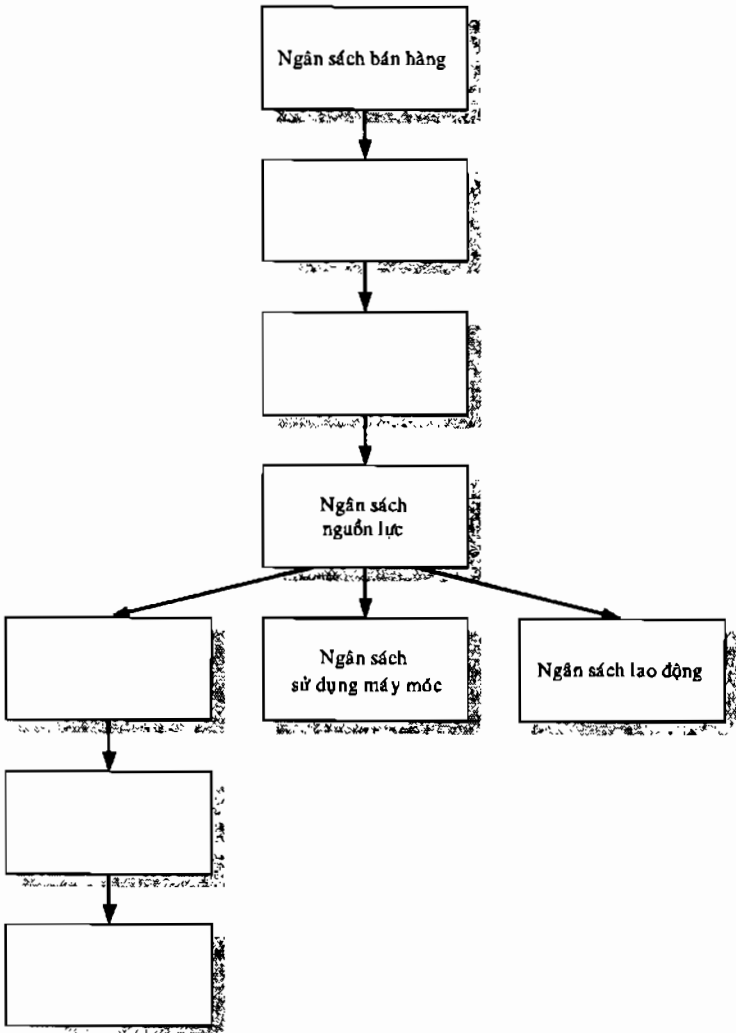 Ngân sách bán hàng
Ngân sách
nguồn lực
Ngân sách
sử dụng máy móc
Ngân sách lao động